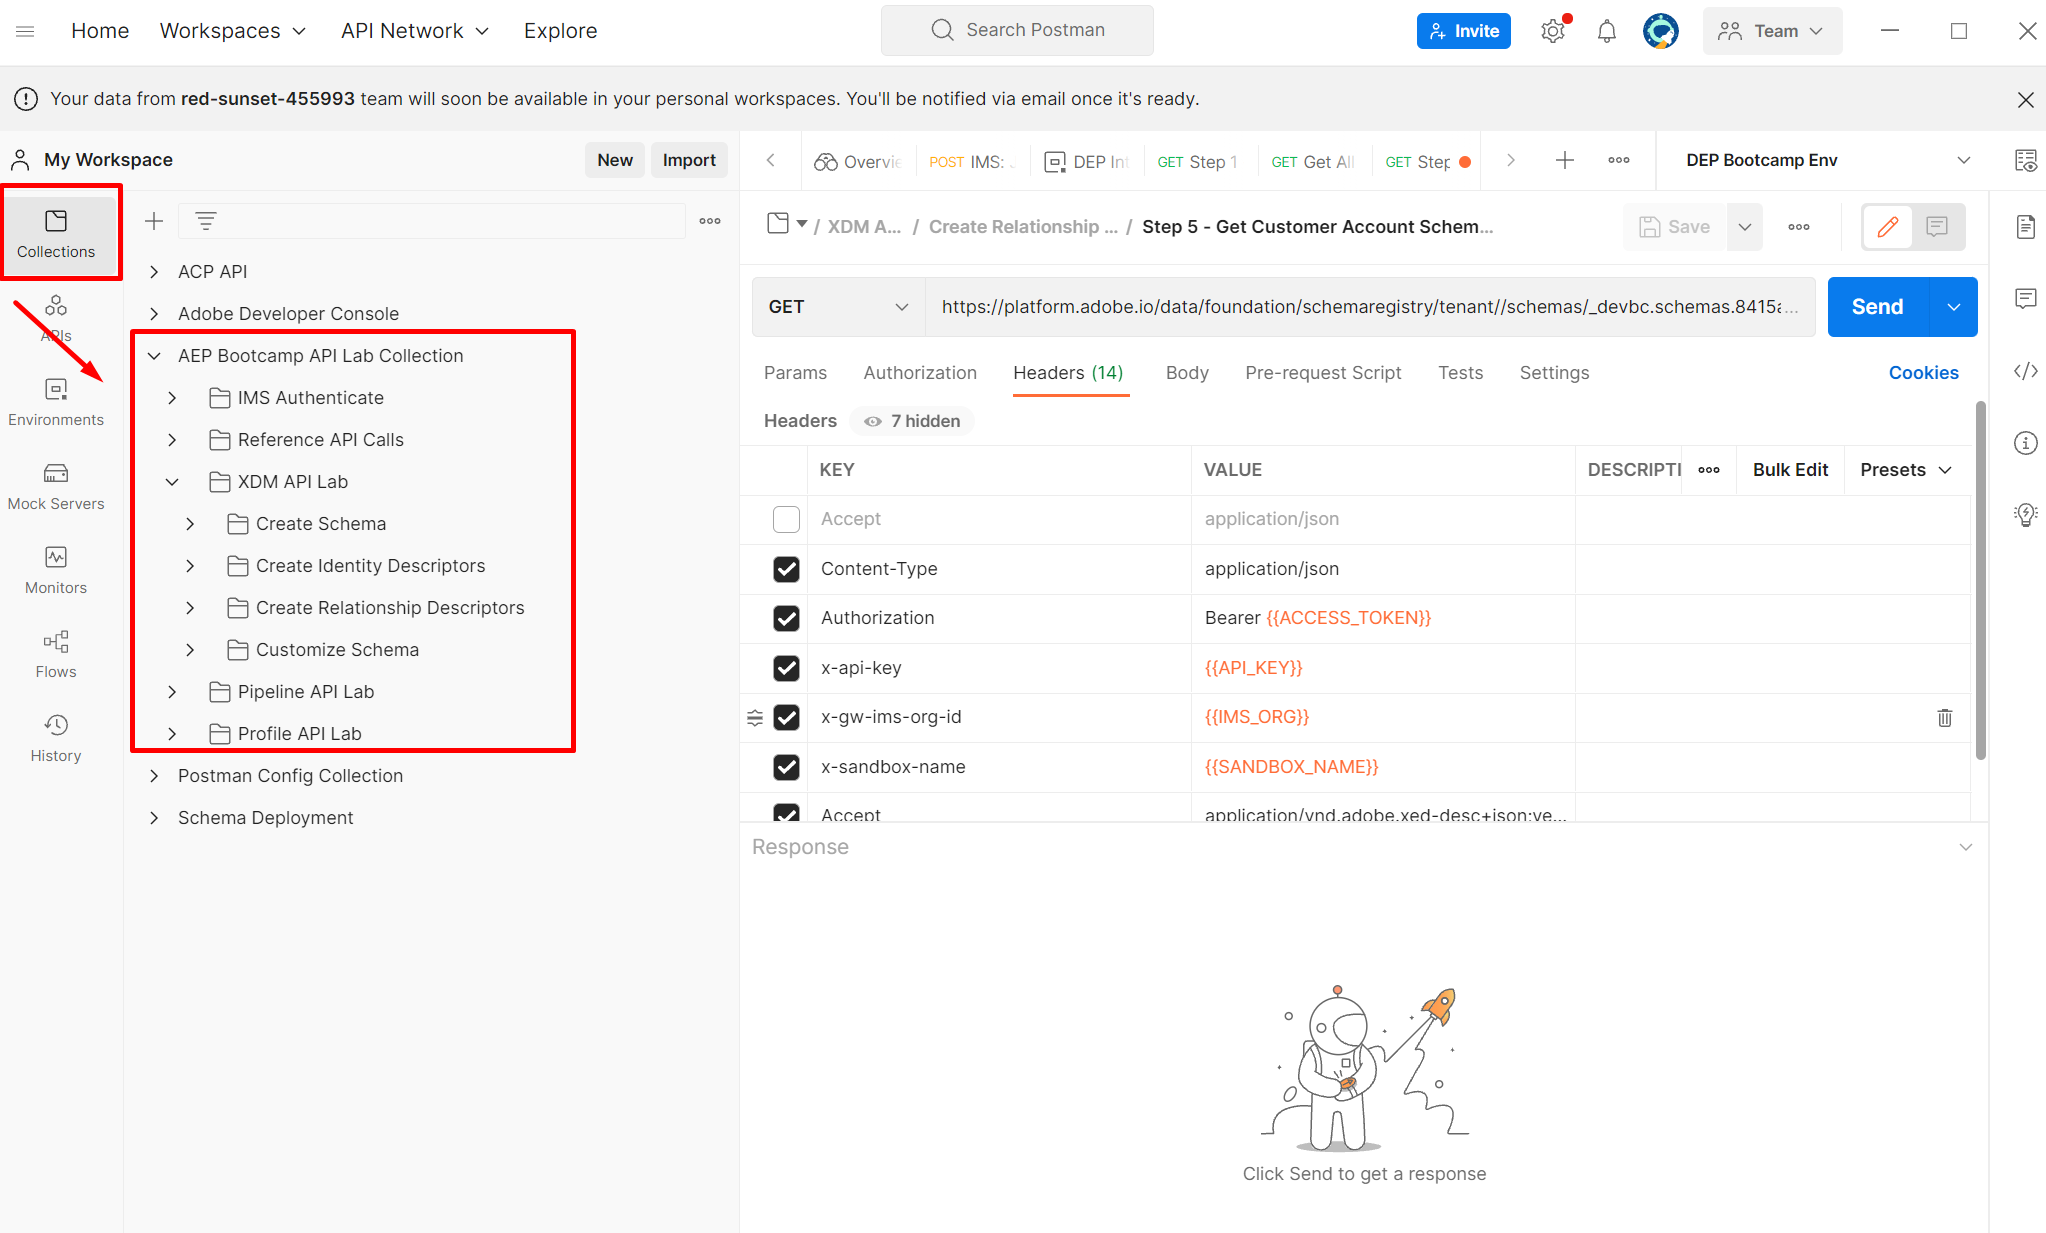 Home Workspaces API Network Explore Search Postman Invite Team
Your data from red-sunset-455993 team will soon be available in your personal workspaces. You'll be notified via email once it's ready.
My Workspace New Import
Overvie POST IMS: DEP Int GET Step 1 GET Get All GET Step
DEP Bootcamp Env
Collections
APIs
Environments
Mock Servers
Monitors
Flows
History
ACP API
Adobe Developer Console
AEP Bootcamp API Lab Collection
IMS Authenticate
Reference API Calls
XDM API Lab
Create Schema
Create Identity Descriptors
Create Relationship Descriptors
Customize Schema
Pipeline API Lab
Profile API Lab
Postman Config Collection
Schema Deployment
/ XDM A... / Create Relationship ... / Step 5 - Get Customer Account Schem... Save
GET https://platform.adobe.io/data/foundation/schemaregistry/tenant//schemas/_devbc.schemas.8415a... Send
Params Authorization Headers (14) Body Pre-request Script Tests Settings Cookies
Headers 7 hidden
KEY VALUE DESCRIPTI Bulk Edit Presets
Accept application/json
Content-Type application/json
Authorization Bearer {{ACCESS_TOKEN}}
x-api-key {{API_KEY}}
x-gw-ims-org-id {{IMS_ORG}}
x-sandbox-name {{SANDBOX_NAME}}
Accept application/vnd.adobe.xed-desc+json;ve...
Response
Click Send to get a response